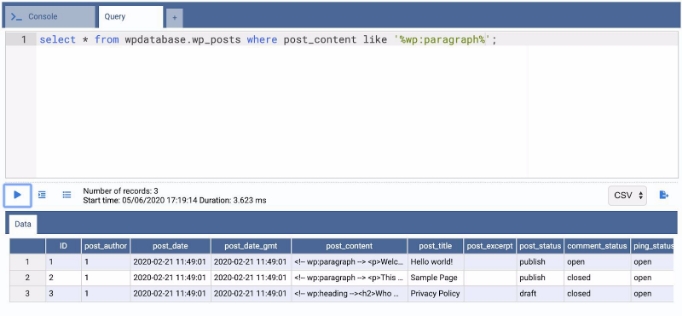 >_ Console Query +
1 select * from wpdatabase.wp_posts where post_content like '%wp:paragraph%';
Number of records: 3
Start time: 05/06/2020 17:19:14 Duration: 3.623 ms
CSV
Data
ID post_author post_date post_date_gmt post_content post_title post_excerpt post_status comment_status ping_status
1 1 1 2020-02-21 11:49:01 2020-02-21 11:49:01 <!-- wp:paragraph --> <p>Welc... Hello world! publish open open
2 2 1 2020-02-21 11:49:01 2020-02-21 11:49:01 <!-- wp:paragraph --> <p>This ... Sample Page publish closed open
3 3 1 2020-02-21 11:49:01 2020-02-21 11:49:01 <!-- wp:heading --><h2>Who ... Privacy Policy draft closed open